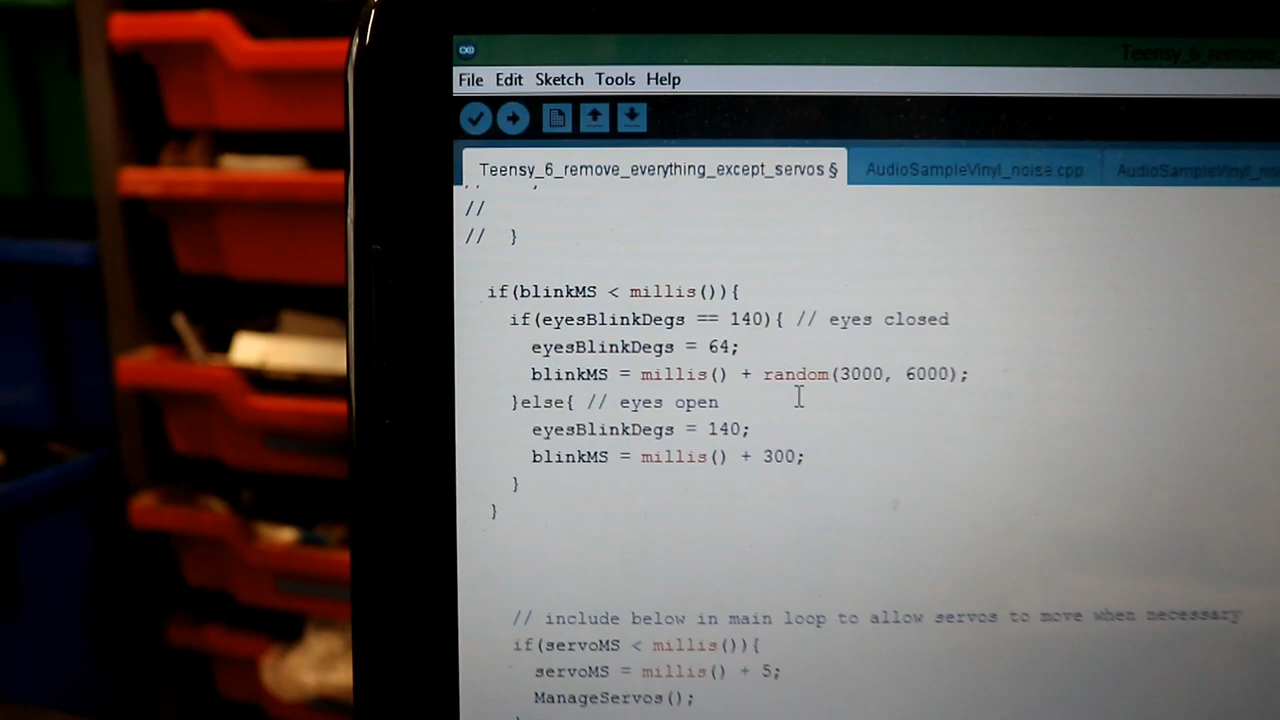 Teensy_6_remove
File Edit Sketch Tools Help
Teensy_6_remove_everything_except_servos § AudioSampleVinyl_noise.cpp AudioSampleVinyl_no
//
// }
if(blinkMS < millis()){
if(eyesBlinkDegs == 140){ // eyes closed
eyesBlinkDegs = 64;
blinkMS = millis() + random(3000, 6000);
}else{ // eyes open
eyesBlinkDegs = 140;
blinkMS = millis() + 300;
}
}
// include below in main loop to allow servos to move when necessary
if(servoMS < millis()){
servoMS = millis() + 5;
ManageServos();